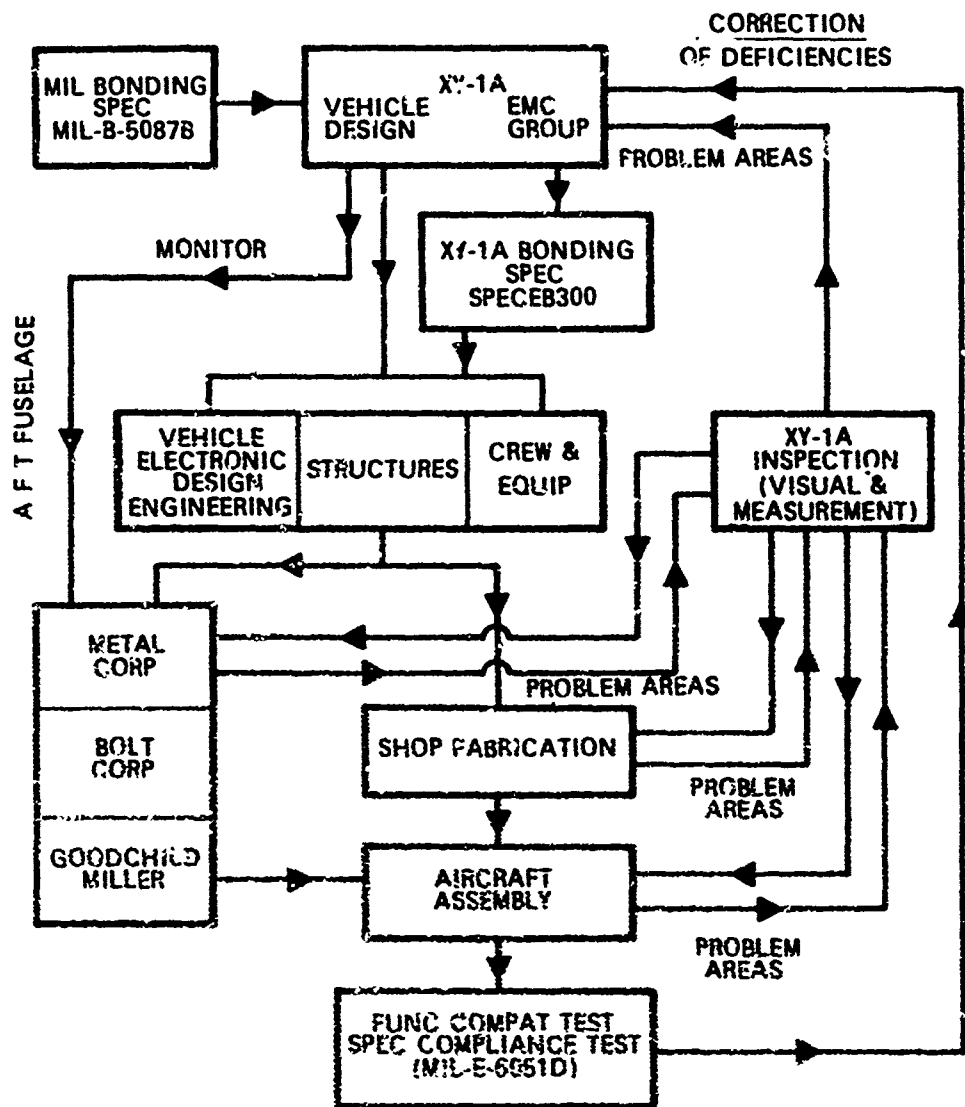 CORRECTION
OF DEFICIENCIES
MIL BONDING
SPEC
MIL-B-5087B
XY-1A
VEHICLE
DESIGN
EMC
GROUP
PROBLEM AREAS
MONITOR
XY-1A BONDING
SPEC
SPECEB300
AFT FUSELAGE
VEHICLE
ELECTRONIC
DESIGN
ENGINEERING
STRUCTURES
CREW &
EQUIP
XY-1A
INSPECTION
(VISUAL &
MEASUREMENT)
METAL
CORP
BOLT
CORP
GOODCHILD
MILLER
PROBLEM AREAS
SHOP FABRICATION
PROBLEM
AREAS
AIRCRAFT
ASSEMBLY
PROBLEM
AREAS
FUNC COMPAT TEST
SPEC COMPLIANCE TEST
(MIL-E-6051D)